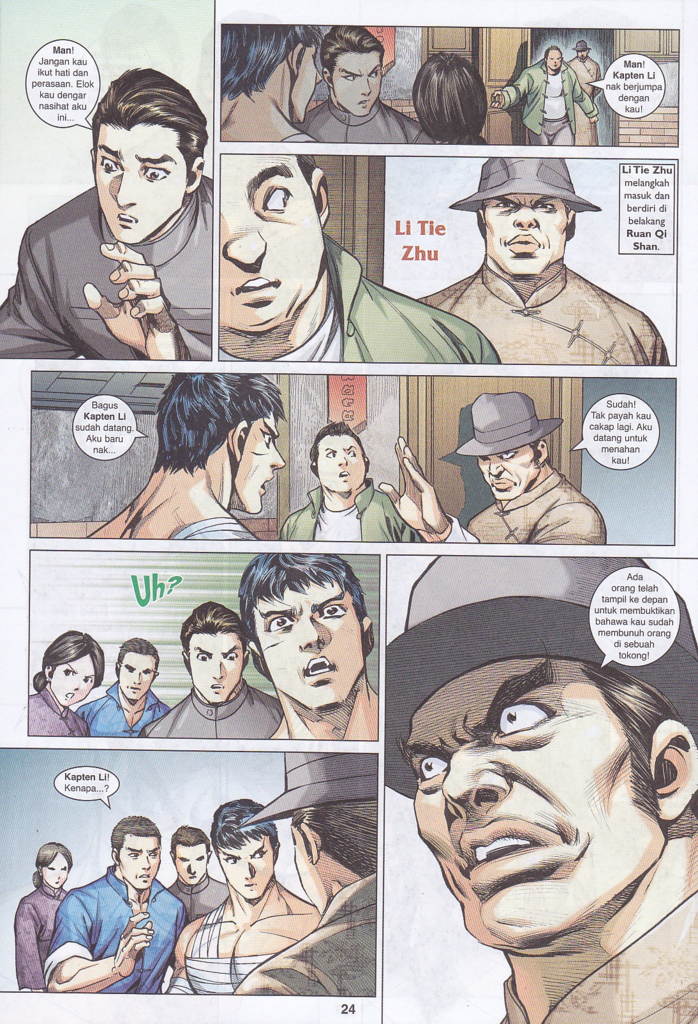 Man!
Jangan kau
ikut hati dan
perasaan. Elok
kau dengar
nasihat aku
ini...
Man!
Kapten Li
nak berjumpa
dengan
kau!
Li Tie
Zhu
Li Tie Zhu
melangkah
masuk dan
berdiri di
belakang
Ruan Qi
Shan.
Bagus
Kapten Li
sudah datang.
Aku baru
nak...
Sudah!
Tak payah kau
cakap lagi. Aku
datang untuk
menahan
kau!
Uh?
Ada
orang telah
tampil ke depan
untuk membuktikan
bahawa kau sudah
membunuh orang
di sebuah
tokong!
Kapten Li!
Kenapa...?
24